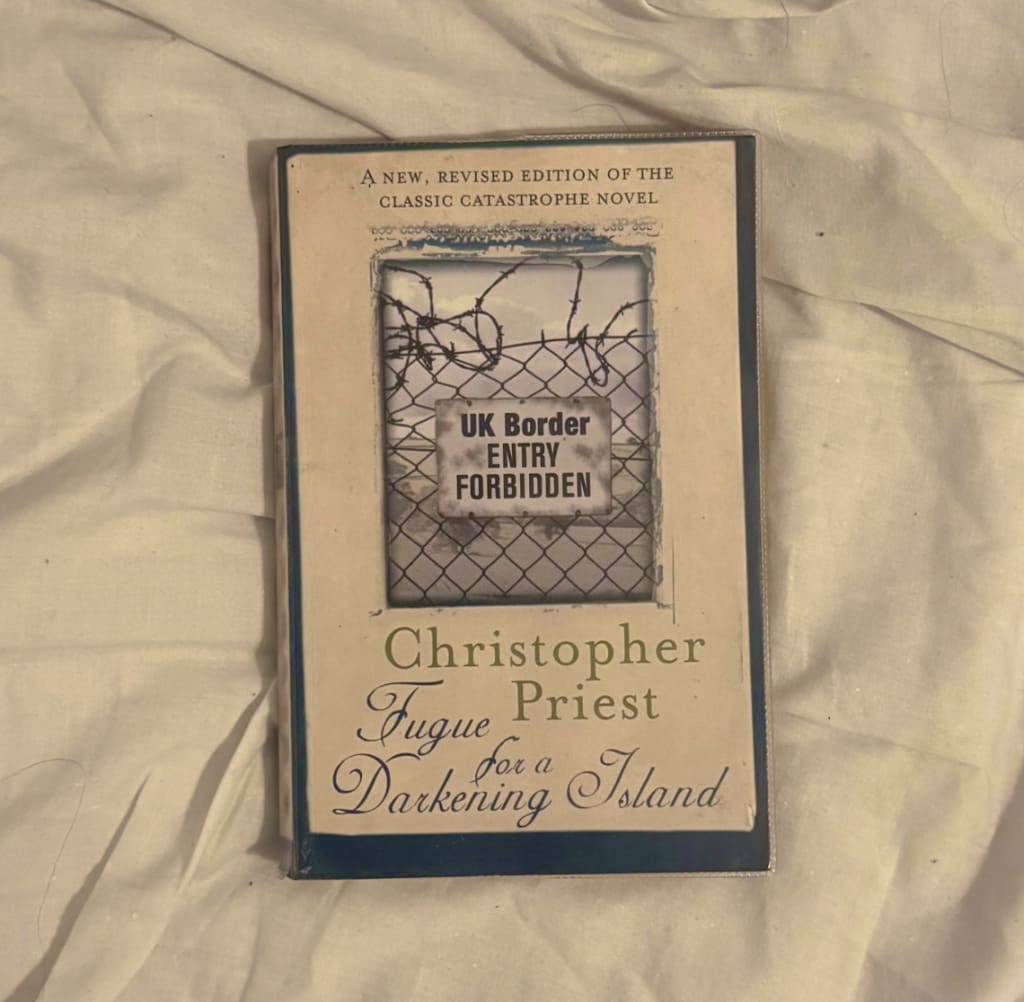 A NEW, REVISED EDITION OF THE
CLASSIC CATASTROPHE NOVEL
UK Border
ENTRY
FORBIDDEN
Christopher
Priest
Fugue
for a
Darkening Island